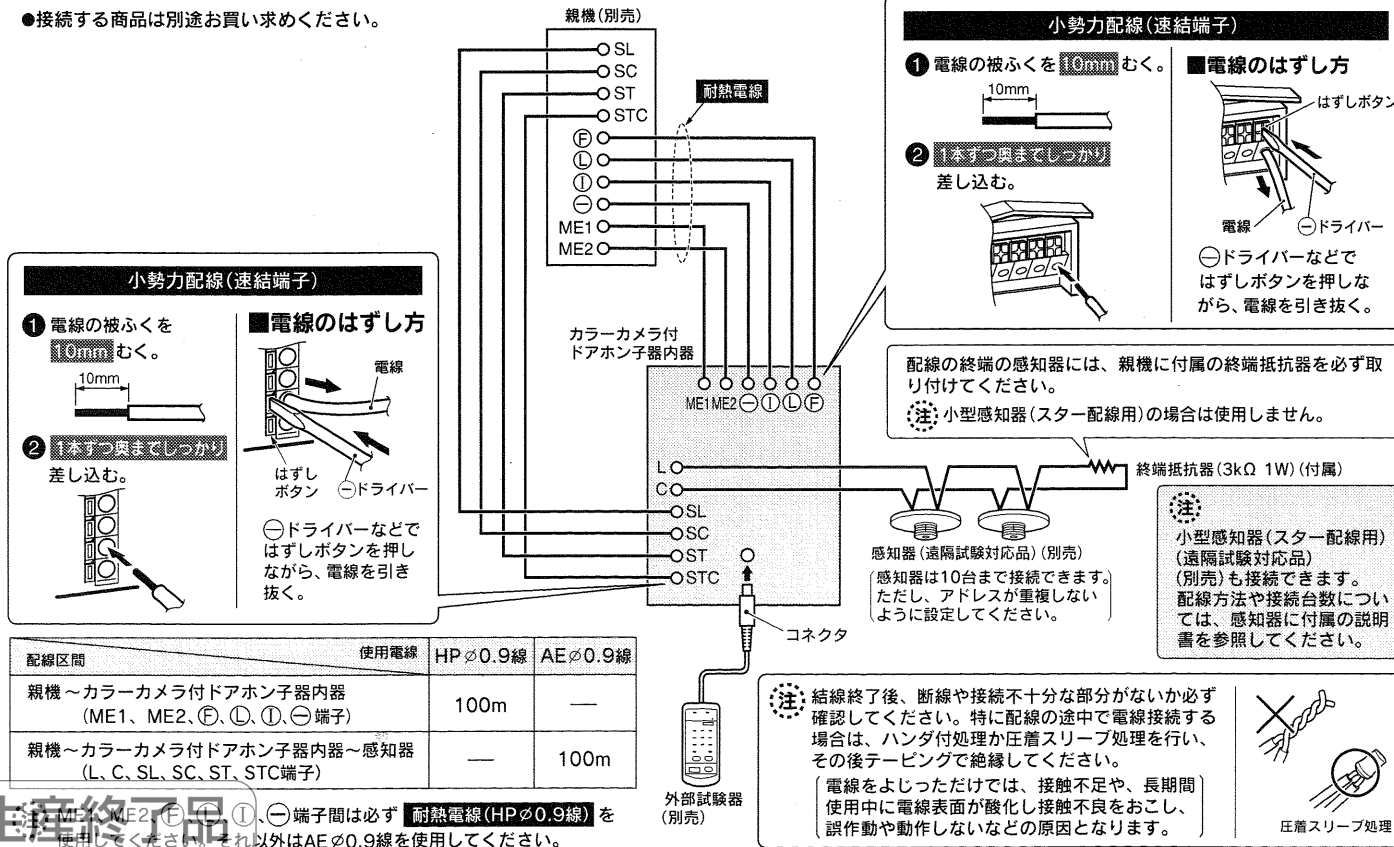 ●接続する商品は別途お買い求めください。
親機(別売)
SL
SC
ST
STC
Ⓕ
Ⓛ
Ⓘ
⊖
ME1
ME2
耐熱電線
小勢力配線(速結端子)
❶ 電線の被ふくを 10mm むく。
10mm
❷ 1本ずつ奥までしっかり
差し込む。
■電線のはずし方
はずしボタン
電線
⊖ドライバー
⊖ドライバーなどで
はずしボタンを押しな
がら、電線を引き抜く。
小勢力配線(速結端子)
❶ 電線の被ふくを
10mm むく。
10mm
❷ 1本ずつ奥までしっかり
差し込む。
■電線のはずし方
電線
はずし
ボタン
⊖ドライバー
⊖ドライバーなどで
はずしボタンを押し
ながら、電線を引き
抜く。
カラーカメラ付
ドアホン子器内器
ME1 ME2 ⊖ Ⓘ Ⓛ Ⓕ
L
C
SL
SC
ST
STC
コネクタ
外部試験器
(別売)
配線の終端の感知器には、親機に付属の終端抵抗器を必ず取
り付けてください。
注 小型感知器(スター配線用)の場合は使用しません。
終端抵抗器(3kΩ 1W)(付属)
感知器(遠隔試験対応品)(別売)
感知器は10台まで接続できます。
ただし、アドレスが重複しない
ように設定してください。
注
小型感知器(スター配線用)
(遠隔試験対応品)
(別売)も接続できます。
配線方法や接続台数につい
ては、感知器に付属の説明
書を参照してください。
配線区間 使用電線 HP∅0.9線 AE∅0.9線
親機~カラーカメラ付ドアホン子器内器
(ME1、ME2、Ⓕ、Ⓛ、Ⓘ、⊖ 端子) 100m —
親機~カラーカメラ付ドアホン子器内器~感知器
(L、C、SL、SC、ST、STC端子) — 100m
注 ME1、ME2、Ⓕ、Ⓛ、Ⓘ、⊖端子間は必ず 耐熱電線(HP∅0.9線) を
使用してください。それ以外はAE∅0.9線を使用してください。
生産終了品
注 結線終了後、断線や接続不十分な部分がないか必ず
確認してください。特に配線の途中で電線接続する
場合は、ハンダ付処理か圧着スリーブ処理を行い、
その後テーピングで絶縁してください。
電線をよじっただけでは、接触不足や、長期間
使用中に電線表面が酸化し接触不良をおこし、
誤作動や動作しないなどの原因となります。
圧着スリーブ処理